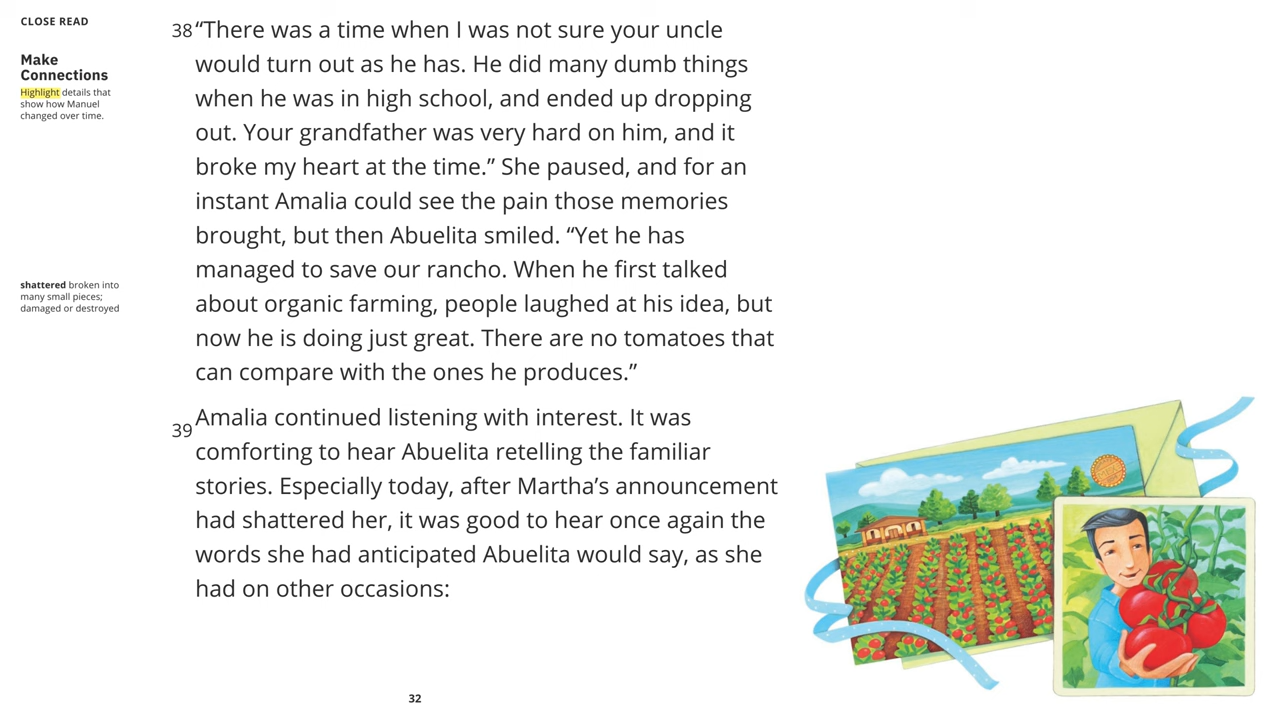 CLOSE READ
Make
Connections
Highlight details that
show how Manuel
changed over time.
shattered broken into
many small pieces;
damaged or destroyed
38 “There was a time when I was not sure your uncle
would turn out as he has. He did many dumb things
when he was in high school, and ended up dropping
out. Your grandfather was very hard on him, and it
broke my heart at the time.” She paused, and for an
instant Amalia could see the pain those memories
brought, but then Abuelita smiled. “Yet he has
managed to save our rancho. When he first talked
about organic farming, people laughed at his idea, but
now he is doing just great. There are no tomatoes that
can compare with the ones he produces.”
39 Amalia continued listening with interest. It was
comforting to hear Abuelita retelling the familiar
stories. Especially today, after Martha’s announcement
had shattered her, it was good to hear once again the
words she had anticipated Abuelita would say, as she
had on other occasions:
32